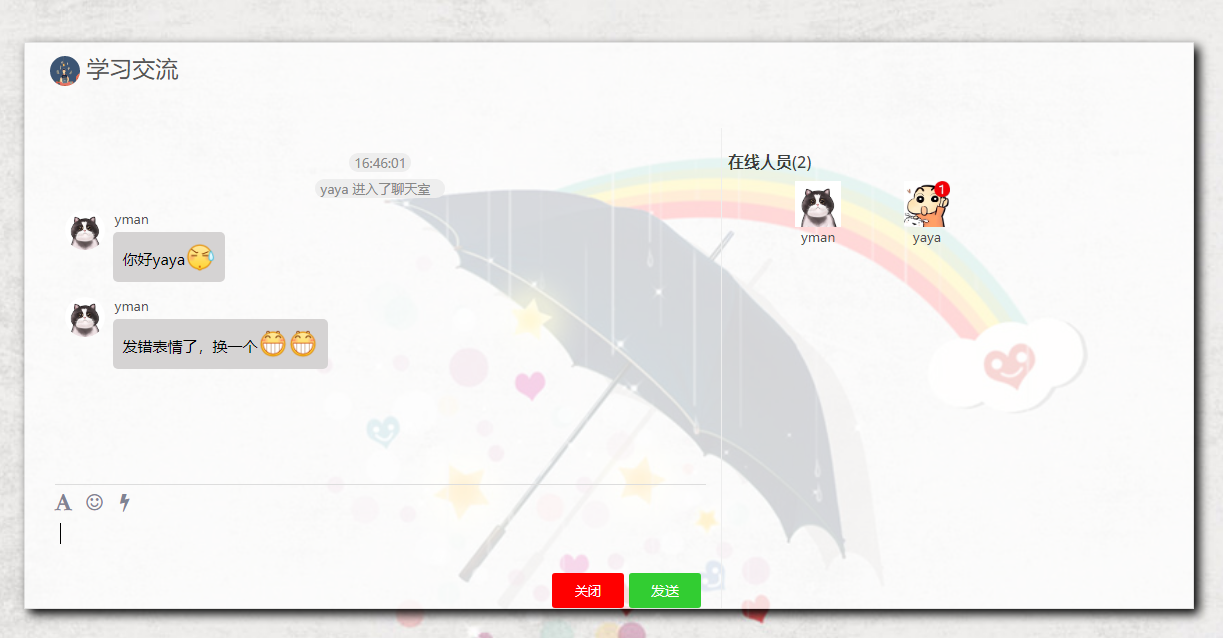 学习交流
16:46:01
yaya 进入了聊天室
yman
你好yaya
yman
发错表情了，换一个
在线人员(2)
1
yman
yaya
A
关闭
发送